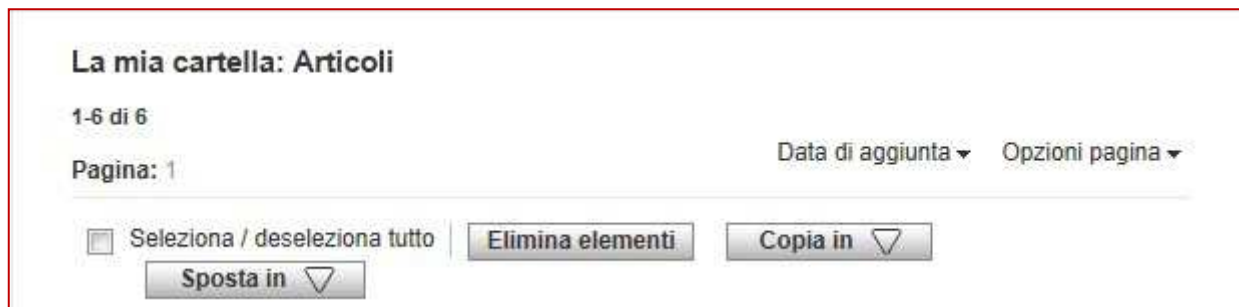 La mia cartella: Articoli
1-6 di 6
Data di aggiunta Opzioni pagina
Pagina: 1
Seleziona / deseleziona tutto Elimina elementi Copia in
Sposta in